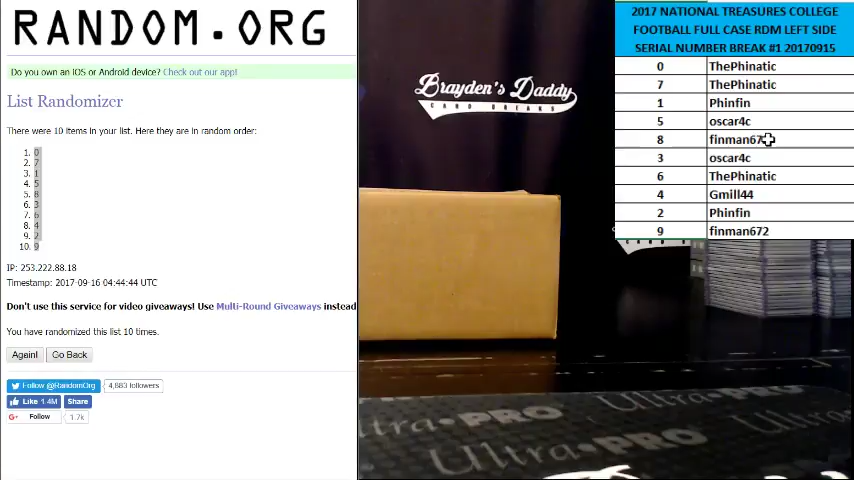 RANDOM.ORG
Do you own an iOS or Android device? Check out our app!
List Randomizer
There were 10 items in your list. Here they are in random order:
1. 0
2. 7
3. 1
4. 5
5. 8
6. 3
7. 6
8. 4
9. 2
10. 9
IP: 253.222.88.18
Timestamp: 2017-09-16 04:44:44 UTC
Don't use this service for video giveaways! Use Multi-Round Giveaways instead
You have randomized this list 10 times.
Again! Go Back
Follow @RandomOrg 4,683 followers
Like 1.4M Share
G+ Follow 1.7k
Brayden's Daddy
CARD BREAKS
2017 NATIONAL TREASURES COLLEGE
FOOTBALL FULL CASE RDM LEFT SIDE
SERIAL NUMBER BREAK #1 20170915
0 ThePhinatic
7 ThePhinatic
1 Phinfin
5 oscar4c
8 finman67
3 oscar4c
6 ThePhinatic
4 Gmill44
2 Phinfin
9 finman672
Ultra·PRO
Ultra·PRO
Ultra·PRO